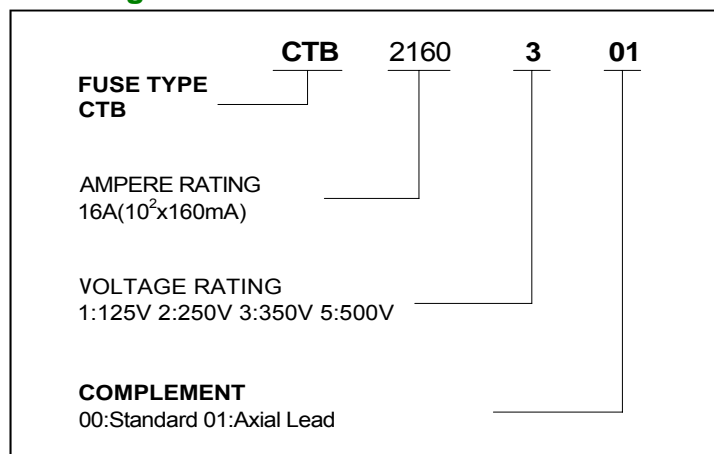 CTB 2160 3 01
FUSE TYPE
CTB
AMPERE RATING
16A(10²x160mA)
VOLTAGE RATING
1:125V 2:250V 3:350V 5:500V
COMPLEMENT
00:Standard 01:Axial Lead